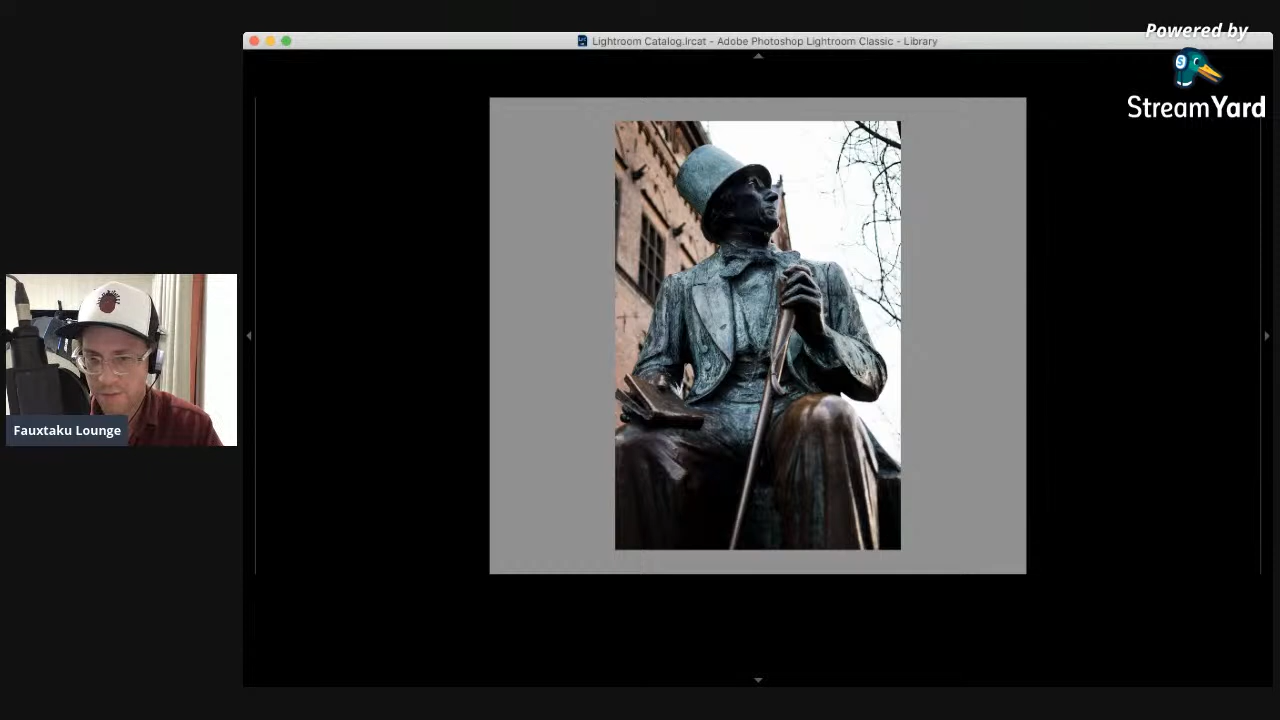 Lightroom Catalog.lrcat - Adobe Photoshop Lightroom Classic - Library
Powered by
StreamYard
Fauxtaku Lounge